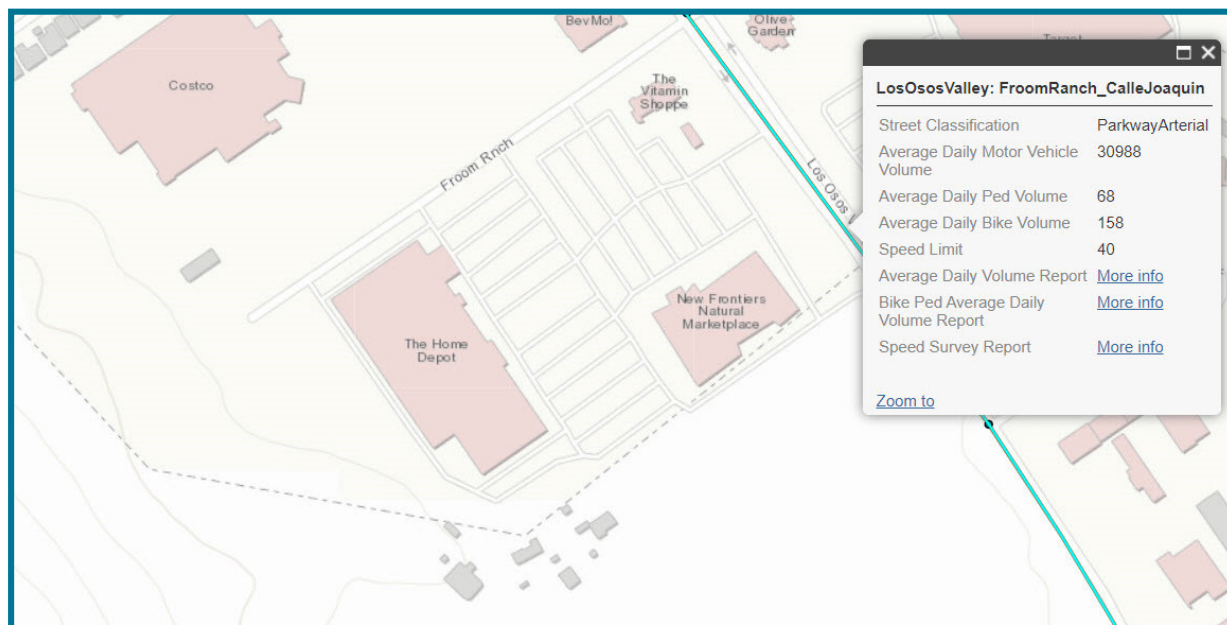 BevMo!
Olive
Garden
Target
Costco
The
Vitamin
Shoppe
Froom Rnch
Los Osos V
New Frontiers
Natural
Marketplace
The Home
Depot
LosOsosValley: FroomRanch_CalleJoaquin
Street Classification ParkwayArterial
Average Daily Motor Vehicle 30988
Volume
Average Daily Ped Volume 68
Average Daily Bike Volume 158
Speed Limit 40
Average Daily Volume Report More info
Bike Ped Average Daily More info
Volume Report
Speed Survey Report More info
Zoom to